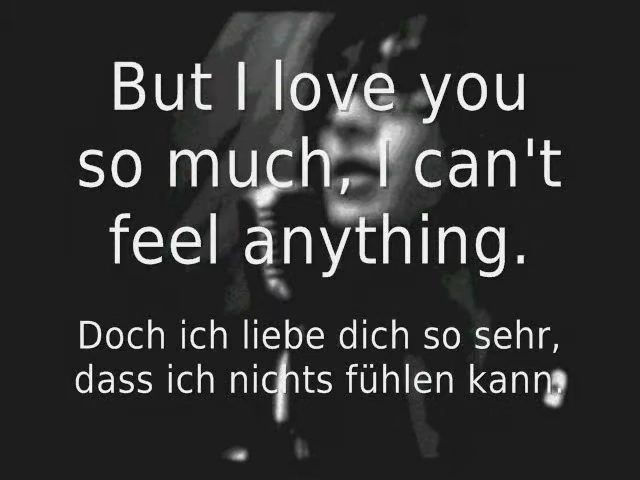 But I love you
so much, I can't
feel anything.
Doch ich liebe dich so sehr,
dass ich nichts fühlen kann.